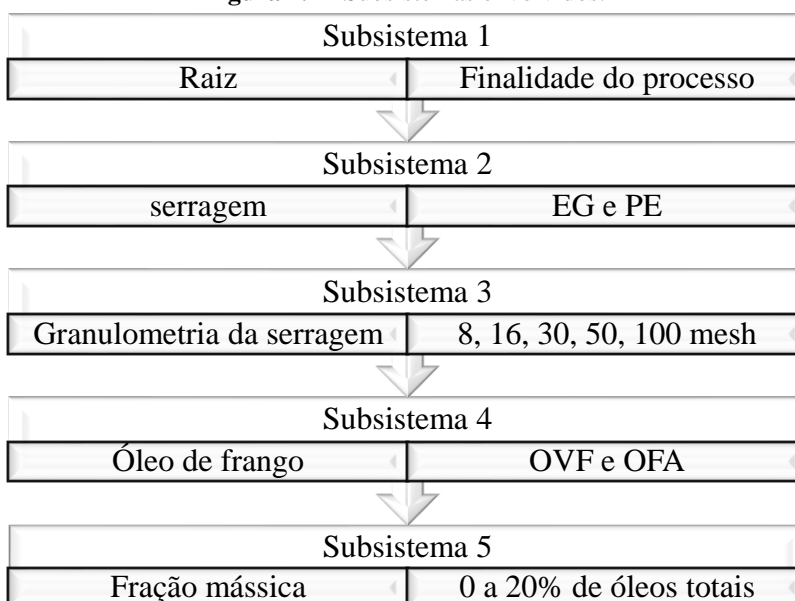 Subsistema 1
Raiz Finalidade do processo
Subsistema 2
serragem EG e PE
Subsistema 3
Granulometria da serragem 8, 16, 30, 50, 100 mesh
Subsistema 4
Óleo de frango OVF e OFA
Subsistema 5
Fração mássica 0 a 20% de óleos totais